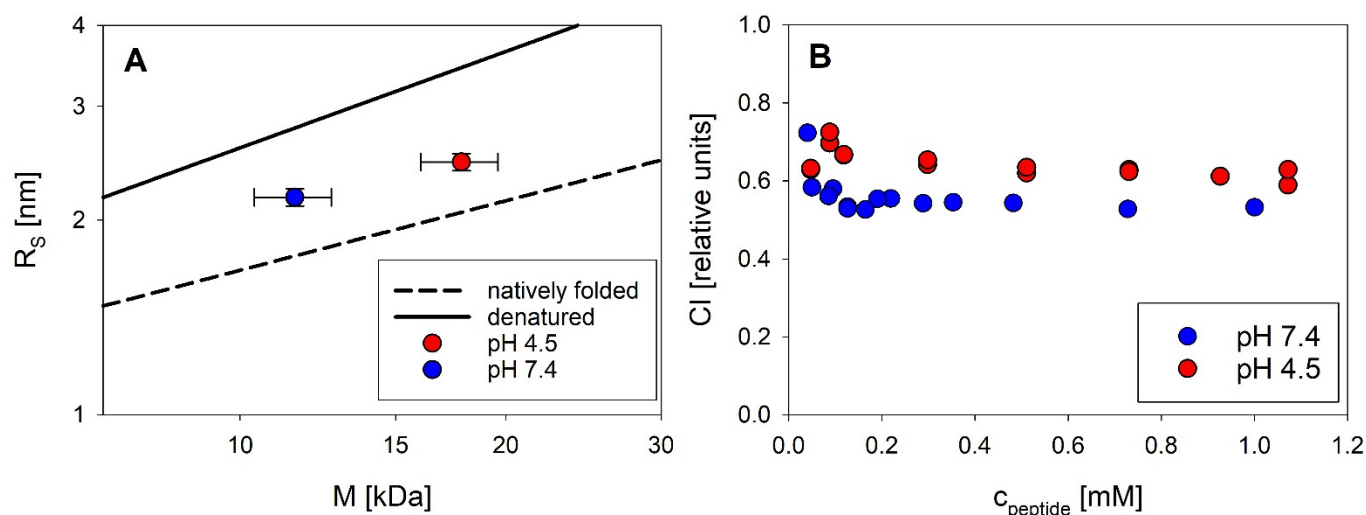 A
4
3
2
1
R_S [nm]
natively folded
denatured
pH 4.5
pH 7.4
10
15
20
30
M [kDa]
B
1.0
0.8
0.6
0.4
0.2
0.0
CI [relative units]
pH 7.4
pH 4.5
0.0 0.2 0.4 0.6 0.8 1.0 1.2
c_peptide [mM]